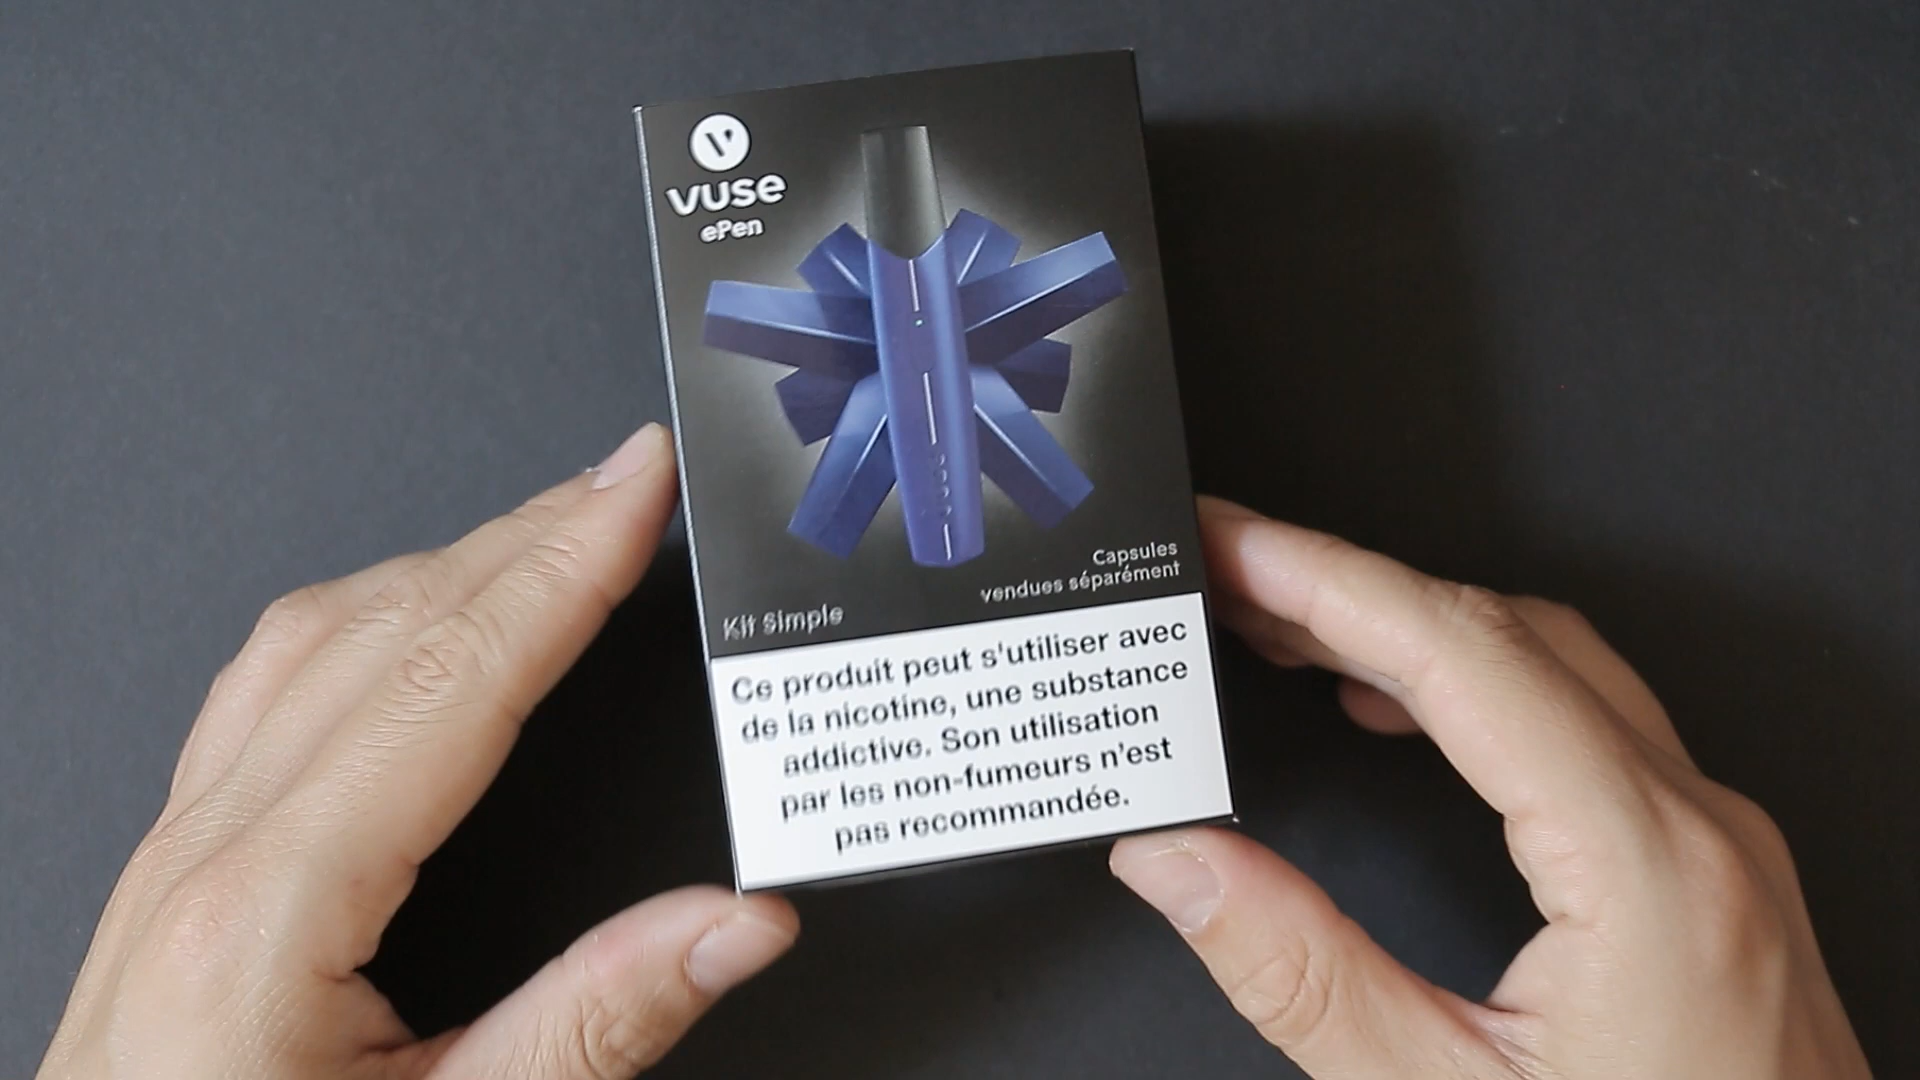 V
VUSE
ePen
Capsules
vendues séparément
Kit Simple
Ce produit peut s'utiliser avec
de la nicotine, une substance
addictive. Son utilisation
par les non-fumeurs n'est
pas recommandée.